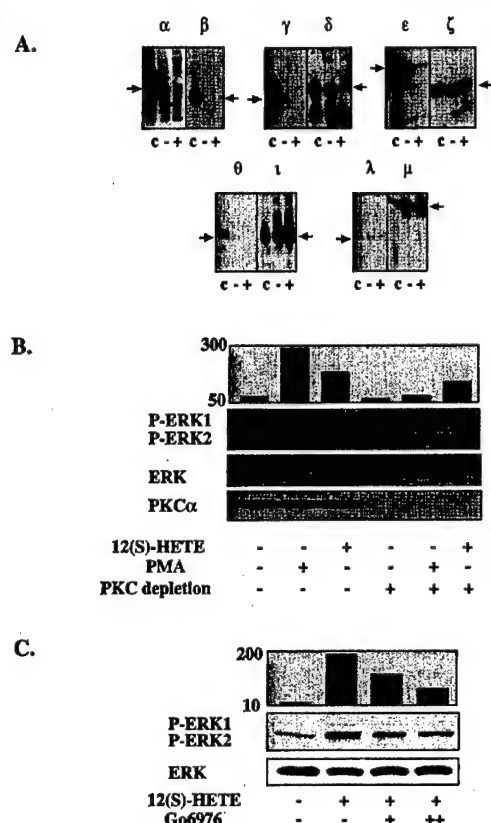 A.
α β γ δ ε ζ
c - + c - + c - + c - + c - + c - +
θ ι λ μ
c - + c - + c - + c - +
B.
300
50
P-ERK1
P-ERK2
ERK
PKCα
12(S)-HETE - - + - - +
PMA - + - - + -
PKC depletion - - - + + +
C.
200
10
P-ERK1
P-ERK2
ERK
12(S)-HETE - + + +
Go6976 - - + ++